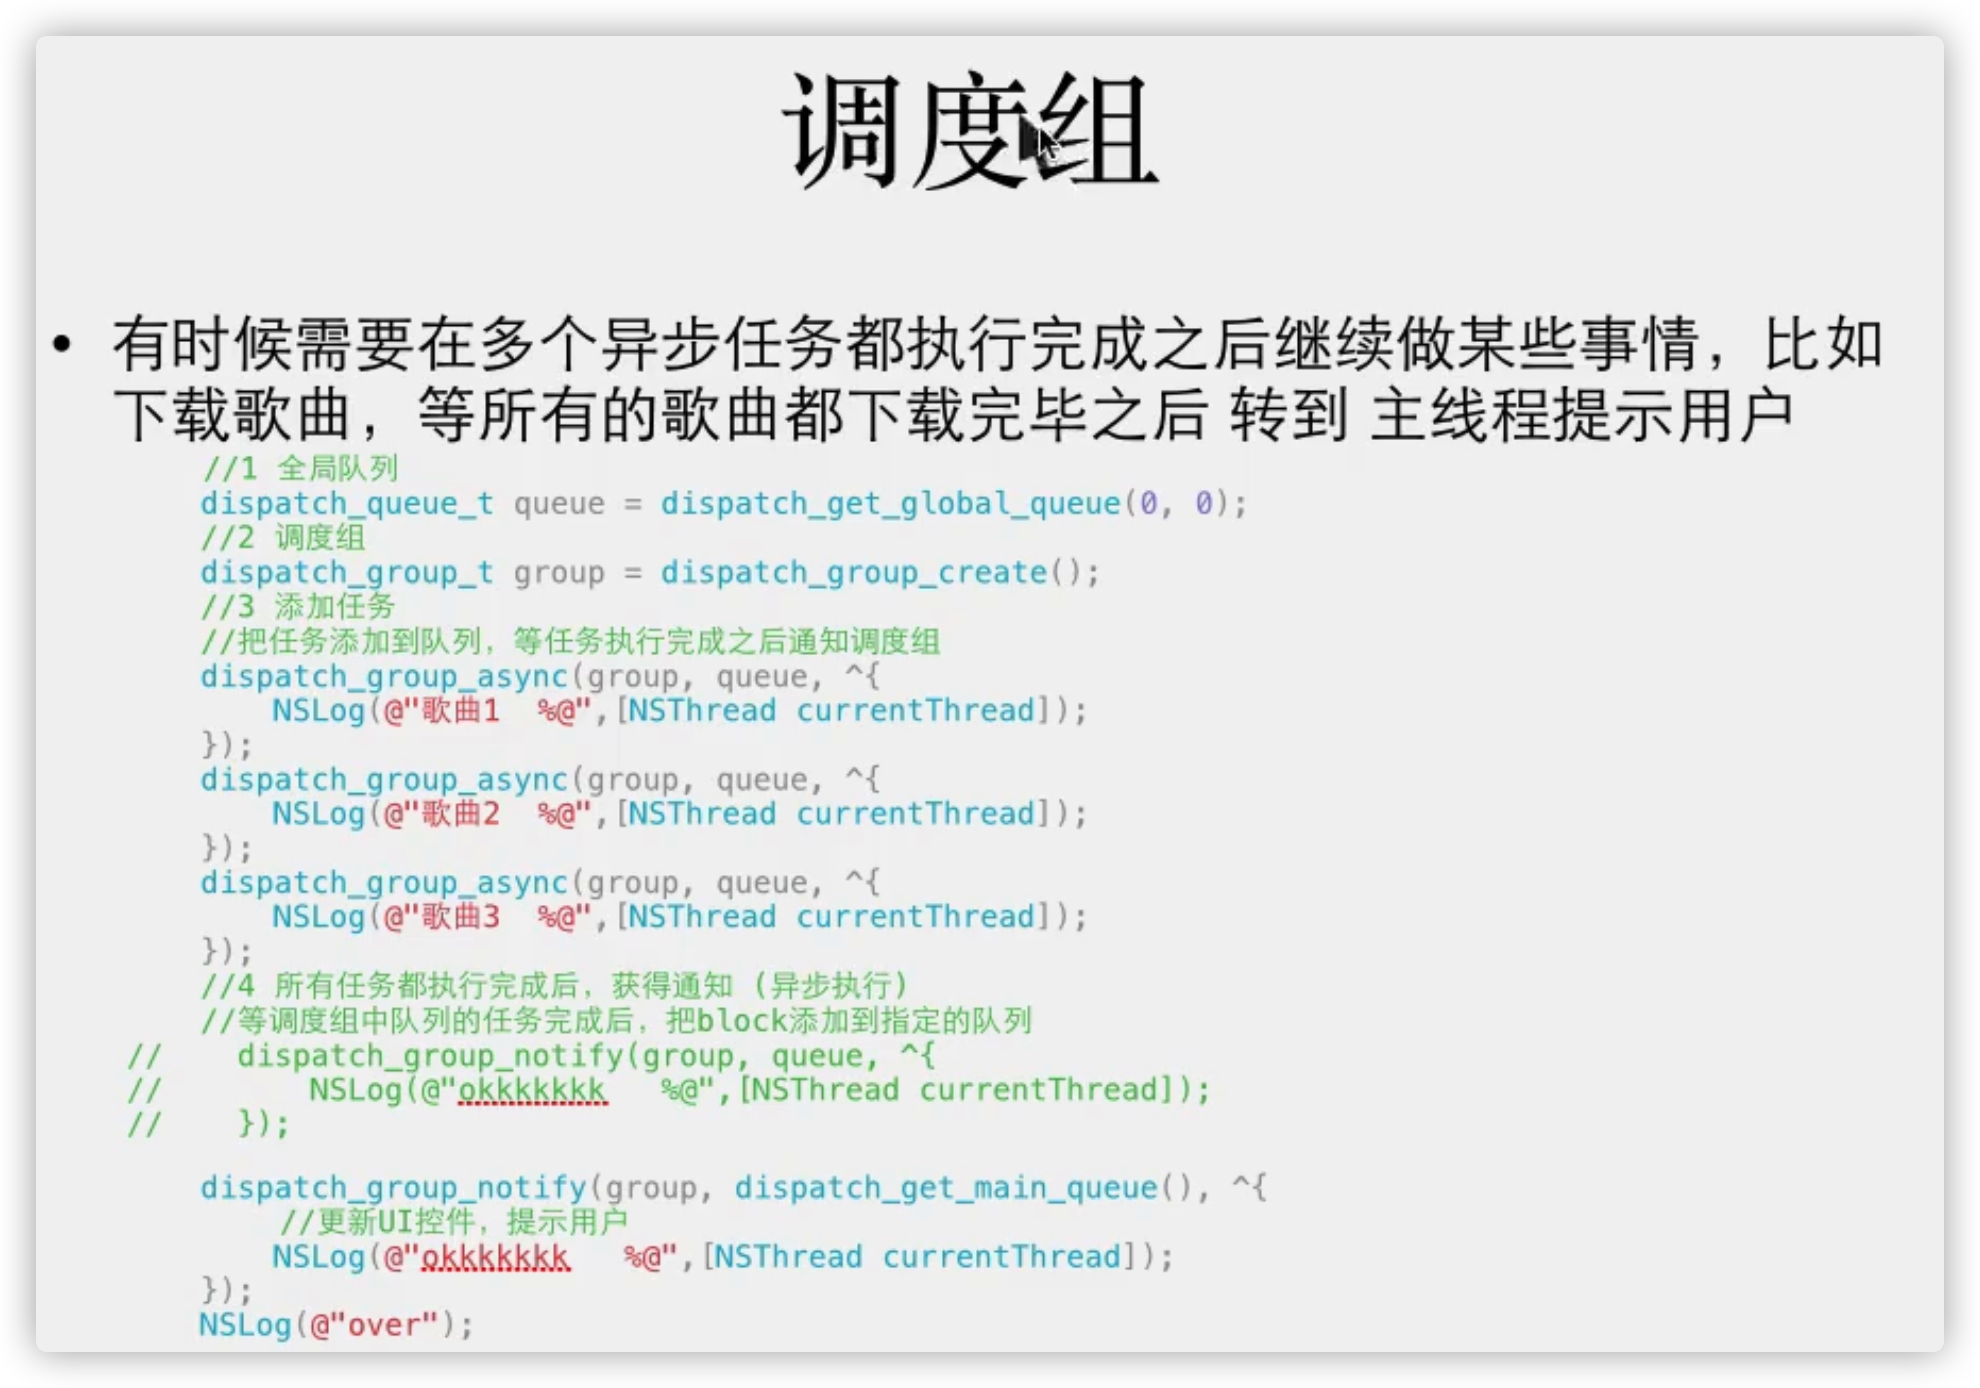 调度组
• 有时候需要在多个异步任务都执行完成之后继续做某些事情，比如
下载歌曲，等所有的歌曲都下载完毕之后 转到 主线程提示用户
//1 全局队列
dispatch_queue_t queue = dispatch_get_global_queue(0, 0);
//2 调度组
dispatch_group_t group = dispatch_group_create();
//3 添加任务
//把任务添加到队列，等任务执行完成之后通知调度组
dispatch_group_async(group, queue, ^{
    NSLog(@"歌曲1  %@",[NSThread currentThread]);
});
dispatch_group_async(group, queue, ^{
    NSLog(@"歌曲2  %@",[NSThread currentThread]);
});
dispatch_group_async(group, queue, ^{
    NSLog(@"歌曲3  %@",[NSThread currentThread]);
});
//4 所有任务都执行完成后，获得通知 (异步执行)
//等调度组中队列的任务完成后，把block添加到指定的队列
//    dispatch_group_notify(group, queue, ^{
//        NSLog(@"okkkkkkk   %@",[NSThread currentThread]);
//    });
dispatch_group_notify(group, dispatch_get_main_queue(), ^{
    //更新UI控件，提示用户
    NSLog(@"okkkkkkk   %@",[NSThread currentThread]);
});
NSLog(@"over");